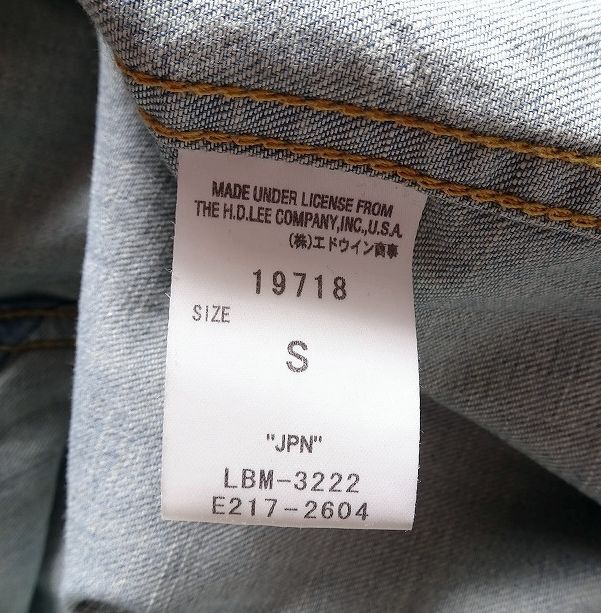 MADE UNDER LICENSE FROM
THE H.D.LEE COMPANY,INC.,U.S.A.
(株)エドウイン商事
19718
SIZE
S
"JPN"
LBM-3222
E217-2604